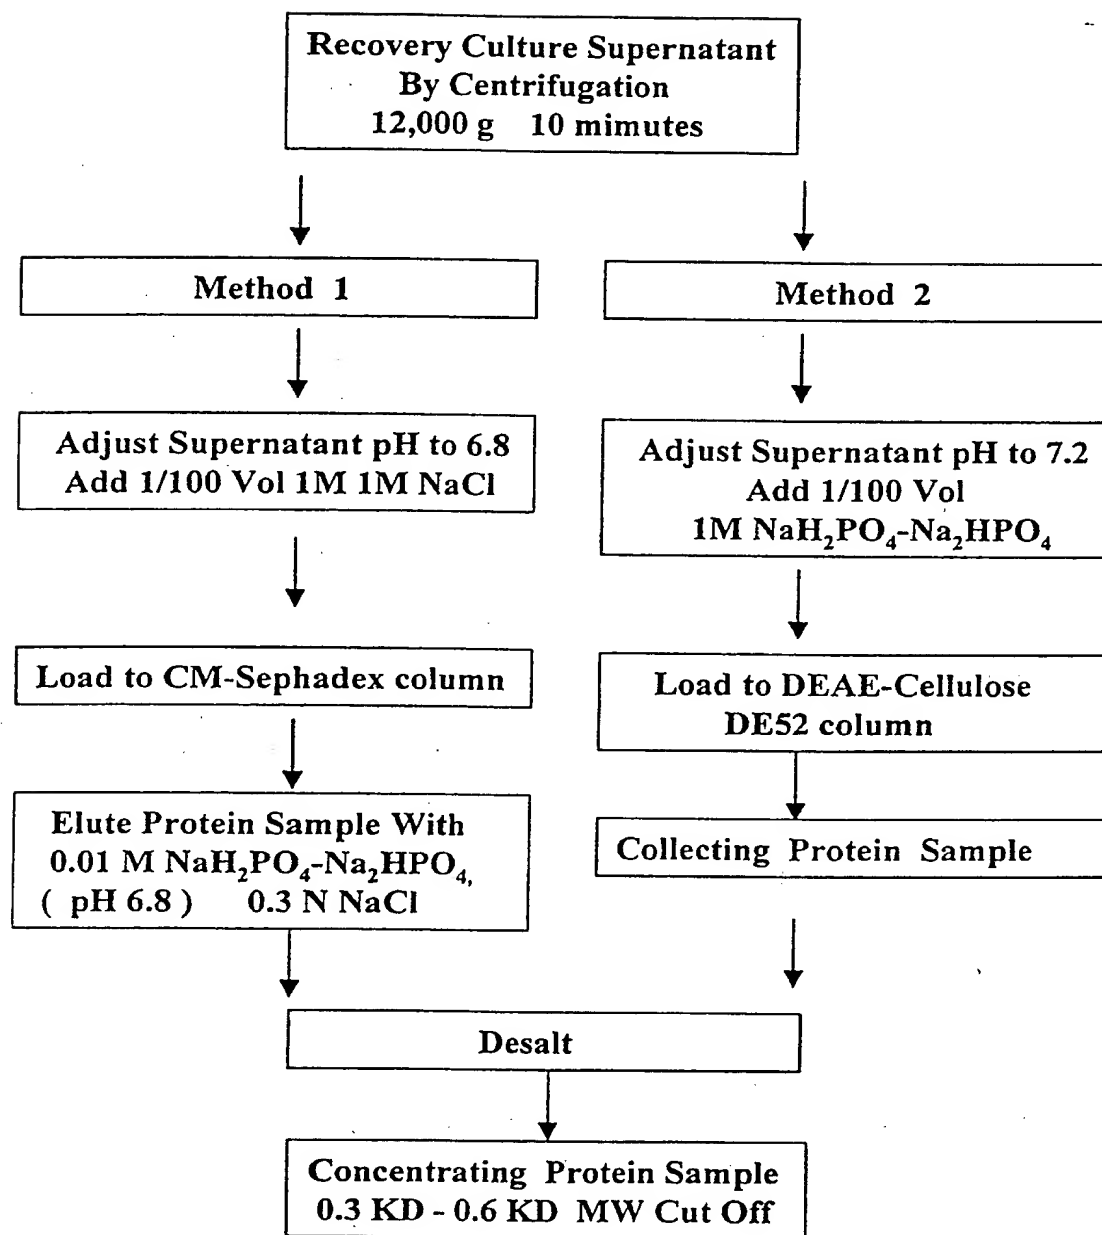 Recovery Culture Supernatant
By Centrifugation
12,000 g 10 mimutes
Method 1
Method 2
Adjust Supernatant pH to 6.8
Add 1/100 Vol 1M 1M NaCl
Adjust Supernatant pH to 7.2
Add 1/100 Vol
1M NaH₂PO₄-Na₂HPO₄
Load to CM-Sephadex column
Load to DEAE-Cellulose
DE52 column
Elute Protein Sample With
0.01 M NaH₂PO₄-Na₂HPO₄,
( pH 6.8 ) 0.3 N NaCl
Collecting Protein Sample
Desalt
Concentrating Protein Sample
0.3 KD - 0.6 KD MW Cut Off